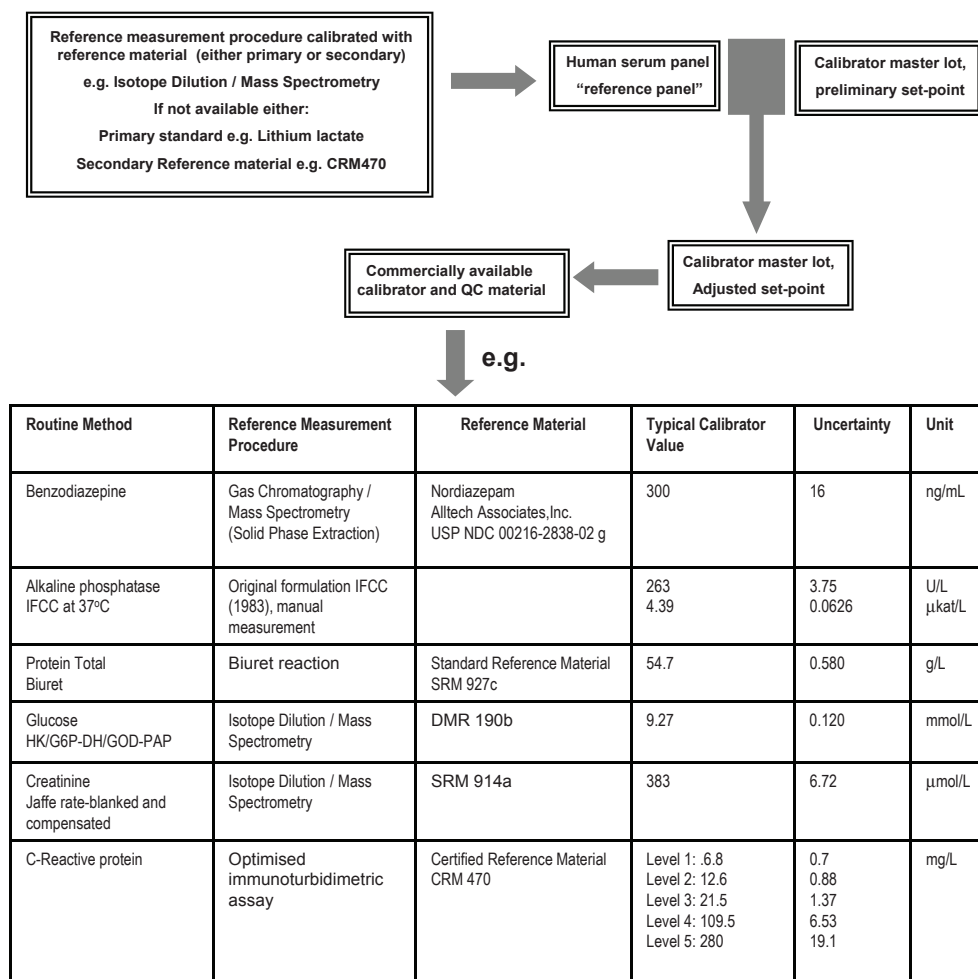 Reference measurement procedure calibrated with
reference material (either primary or secondary)
e.g. Isotope Dilution / Mass Spectrometry
If not available either:
Primary standard e.g. Lithium lactate
Secondary Reference material e.g. CRM470
Human serum panel
“reference panel”
Calibrator master lot,
preliminary set-point
Calibrator master lot,
Adjusted set-point
Commercially available
calibrator and QC material
e.g.
Routine Method
Reference Measurement
Procedure
Reference Material
Typical Calibrator
Value
Uncertainty
Unit
Benzodiazepine
Gas Chromatography /
Mass Spectrometry
(Solid Phase Extraction)
Nordiazepam
Alltech Associates,Inc.
USP NDC 00216-2838-02 g
300
16
ng/mL
Alkaline phosphatase
IFCC at 37oC
Original formulation IFCC
(1983), manual
measurement
263
4.39
3.75
0.0626
U/L
μkat/L
Protein Total
Biuret
Biuret reaction
Standard Reference Material
SRM 927c
54.7
0.580
g/L
Glucose
HK/G6P-DH/GOD-PAP
Isotope Dilution / Mass
Spectrometry
DMR 190b
9.27
0.120
mmol/L
Creatinine
Jaffe rate-blanked and
compensated
Isotope Dilution / Mass
Spectrometry
SRM 914a
383
6.72
μmol/L
C-Reactive protein
Optimised
immunoturbidimetric
assay
Certified Reference Material
CRM 470
Level 1: .6.8
Level 2: 12.6
Level 3: 21.5
Level 4: 109.5
Level 5: 280
0.7
0.88
1.37
6.53
19.1
mg/L